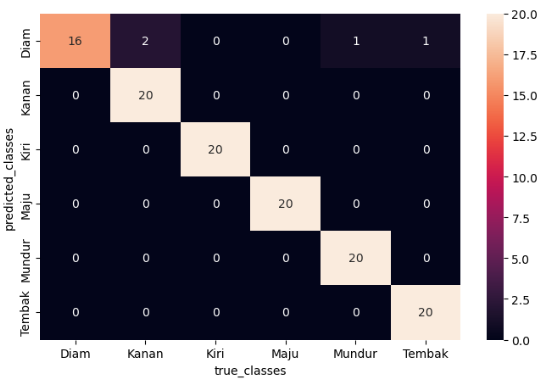 predicted_classes
Diam 16 2 0 0 1 1
Kanan 0 20 0 0 0 0
Kiri 0 0 20 0 0 0
Maju 0 0 0 20 0 0
Mundur 0 0 0 0 20 0
Tembak 0 0 0 0 0 20
Diam Kanan Kiri Maju Mundur Tembak
true_classes
20.0
17.5
15.0
12.5
10.0
7.5
5.0
2.5
0.0